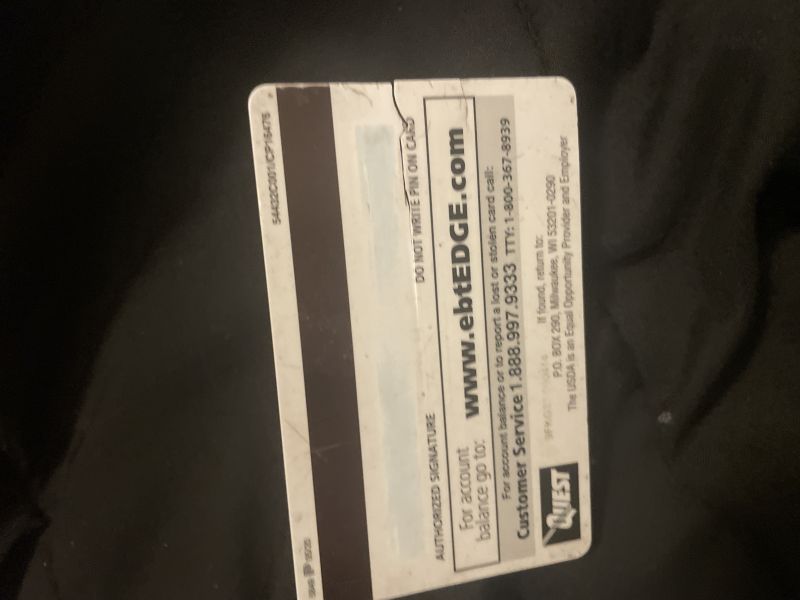 54432C001/CP16476
AUTHORIZED SIGNATURE
DO NOT WRITE PIN ON CARD
For account
balance go to:
www.ebtEDGE.com
For account balance or to report a lost or stolen card call:
Customer Service 1.888.997.9333 TTY: 1-800-367-8939
QUEST
If found, return to:
P.O. BOX 290, Milwaukee, WI 53201-0290
The USDA is an Equal Opportunity Provider and Employer